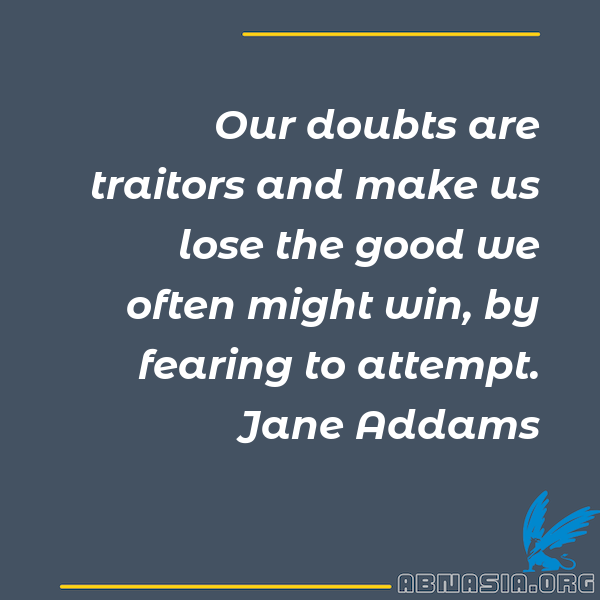 Our doubts are
traitors and make us
lose the good we
often might win, by
fearing to attempt.
Jane Addams
ABNASIA.ORG